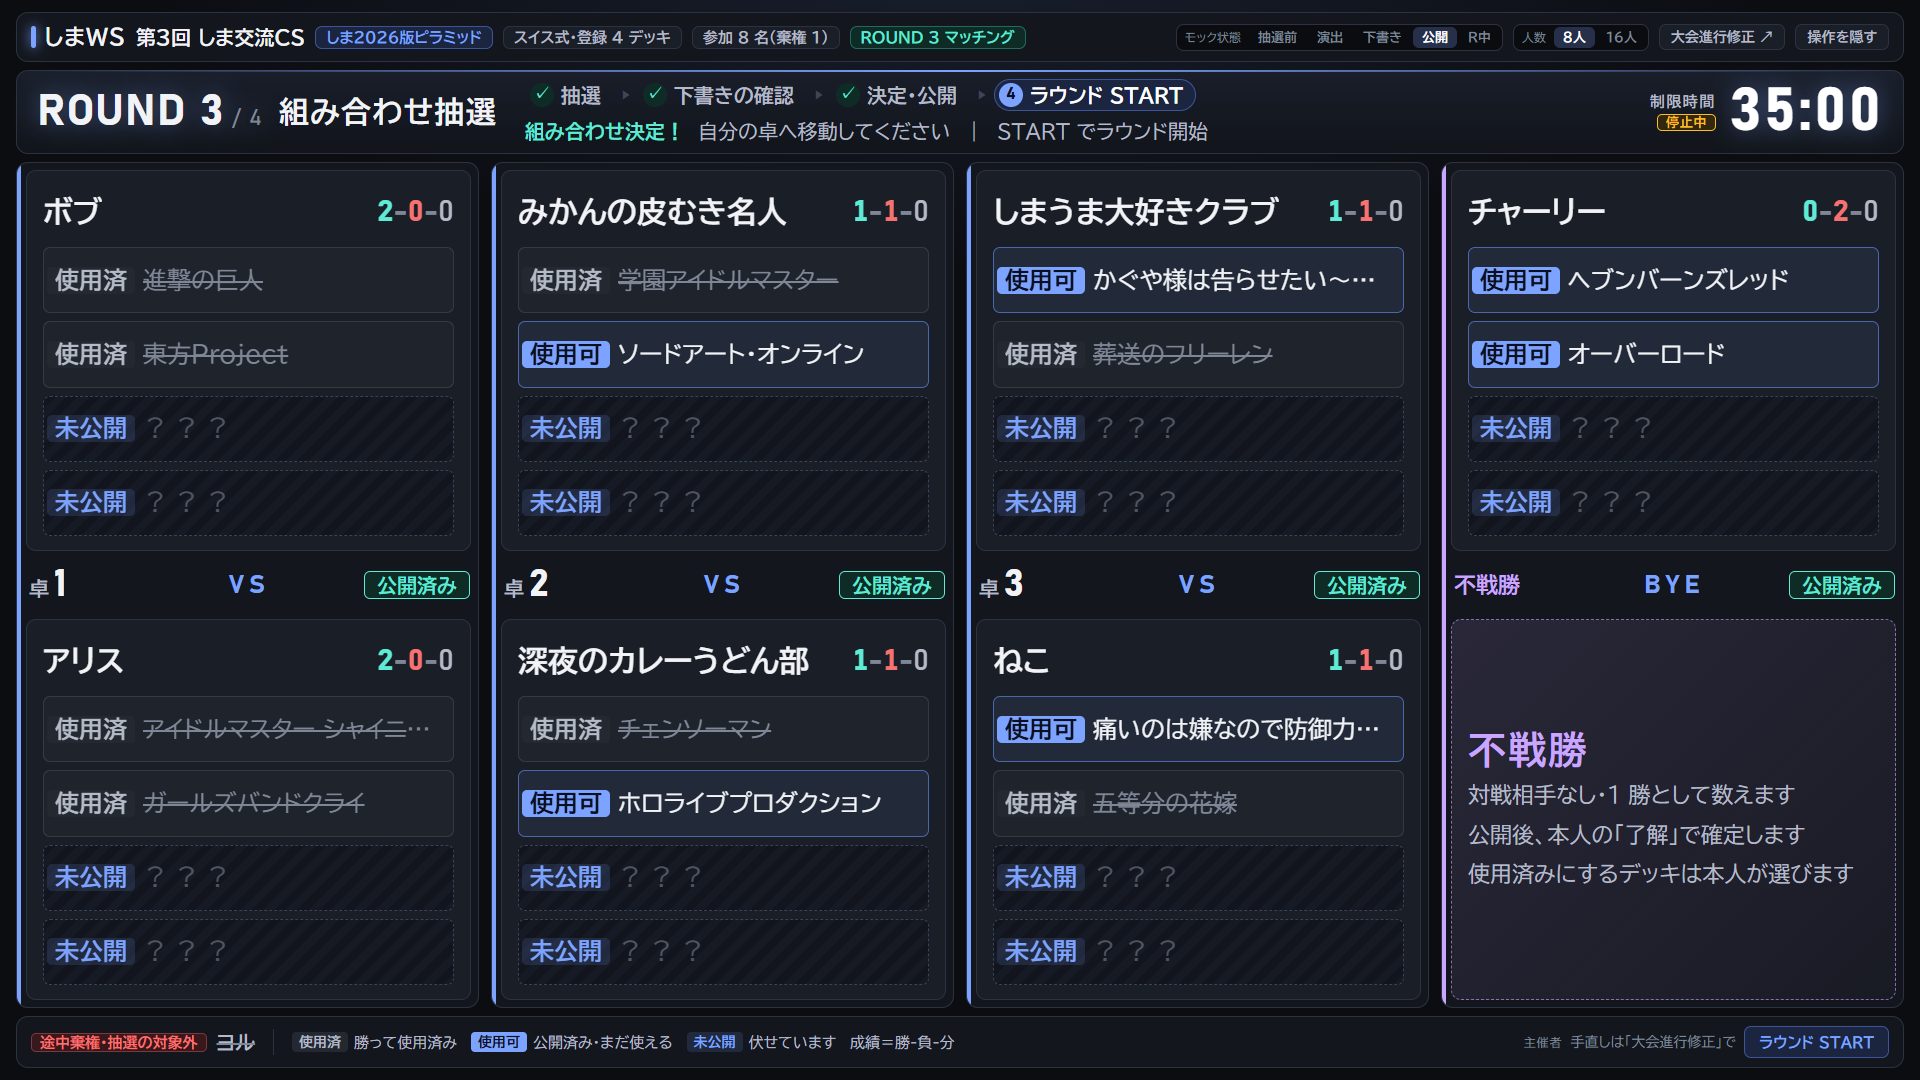 しまWS 第3回 しま交流CS しま2026版ピラミッド スイス式・登録 4 デッキ 参加 8 名(棄権 1) ROUND 3 マッチング モック状態 抽選前 演出 下書き 公開 R中 人数 8人 16人 大会進行修正 ↗ 操作を隠す
ROUND 3 / 4 組み合わせ抽選
✓ 抽選 ▸ ✓ 下書きの確認 ▸ ✓ 決定・公開 ▸ 4 ラウンド START
組み合わせ決定！ 自分の卓へ移動してください ｜ START でラウンド開始
制限時間
停止中
35:00
ボブ 2-0-0
使用済 進撃の巨人
使用済 東方Project
未公開 ？？？
未公開 ？？？
卓1 VS 公開済み
アリス 2-0-0
使用済 アイドルマスター シャイニ…
使用済 ガールズバンドクライ
未公開 ？？？
未公開 ？？？
みかんの皮むき名人 1-1-0
使用済 学園アイドルマスター
使用可 ソードアート・オンライン
未公開 ？？？
未公開 ？？？
卓2 VS 公開済み
深夜のカレーうどん部 1-1-0
使用済 チェンソーマン
使用可 ホロライブプロダクション
未公開 ？？？
未公開 ？？？
しまうま大好きクラブ 1-1-0
使用可 かぐや様は告らせたい～…
使用済 葬送のフリーレン
未公開 ？？？
未公開 ？？？
卓3 VS 公開済み
ねこ 1-1-0
使用可 痛いのは嫌なので防御力…
使用済 五等分の花嫁
未公開 ？？？
未公開 ？？？
チャーリー 0-2-0
使用可 ヘブンバーンズレッド
使用可 オーバーロード
未公開 ？？？
未公開 ？？？
不戦勝 BYE 公開済み
不戦勝
対戦相手なし・1 勝として数えます
公開後、本人の「了解」で確定します
使用済みにするデッキは本人が選びます
途中棄権・抽選の対象外 ヨル 使用済 勝って使用済み 使用可 公開済み・まだ使える 未公開 伏せています 成績＝勝-負-分 主催者 手直しは「大会進行修正」で ラウンド START